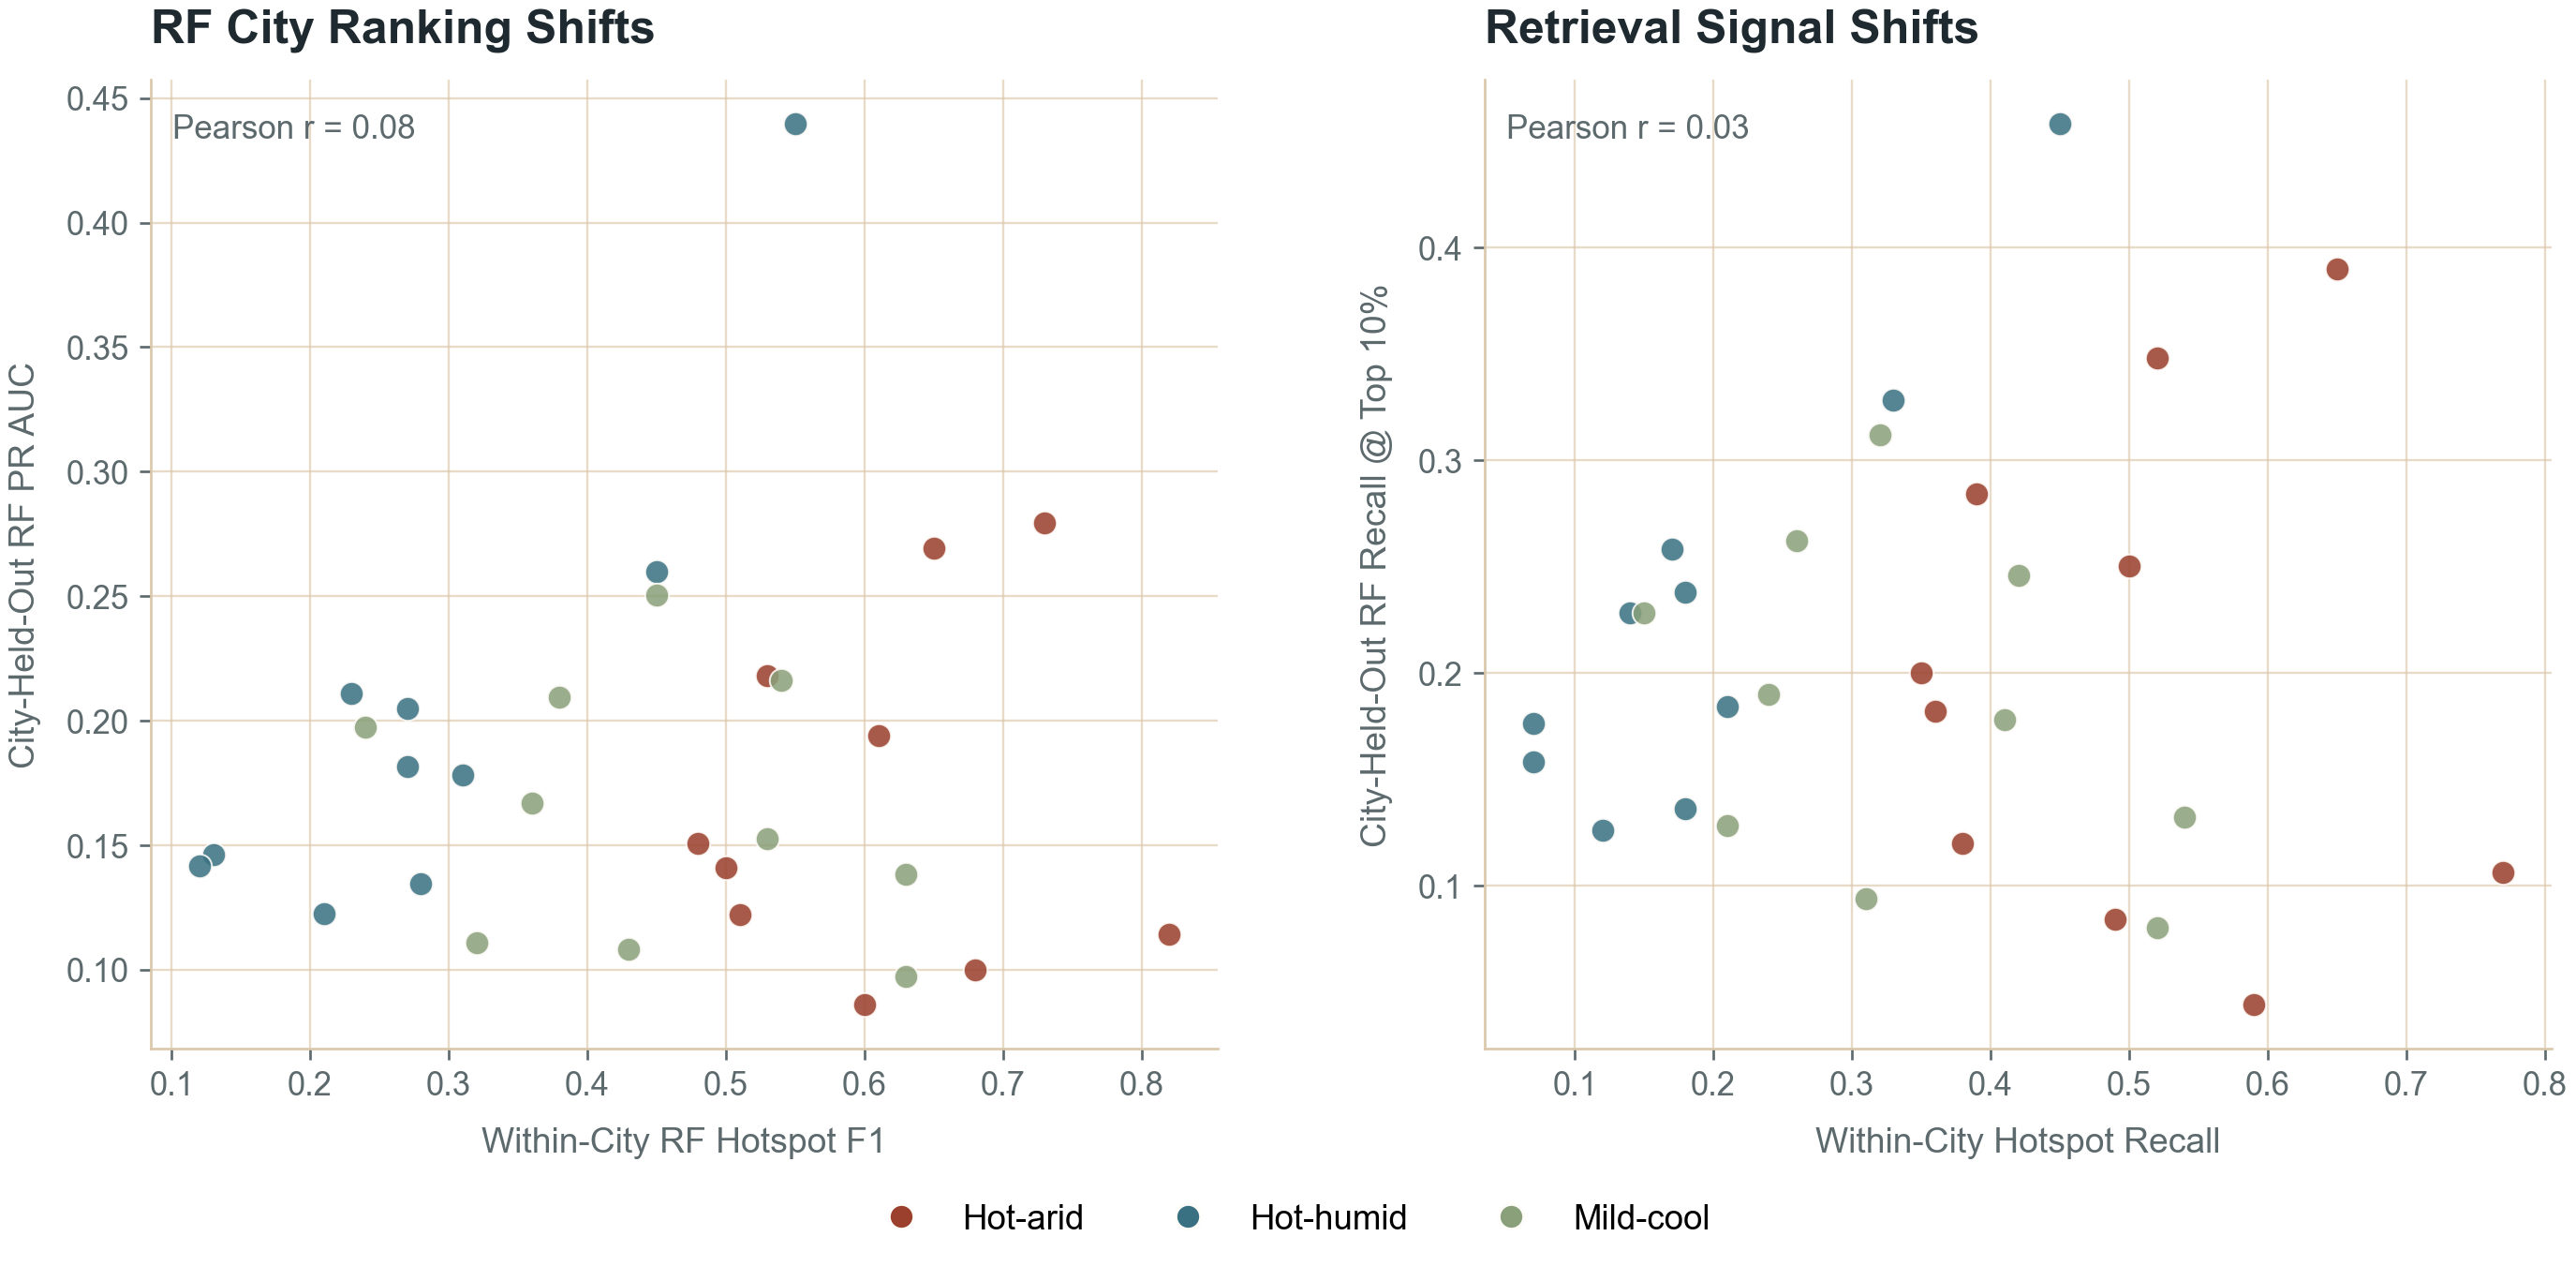 RF City Ranking Shifts
Pearson r = 0.08
City-Held-Out RF PR AUC
0.45
0.40
0.35
0.30
0.25
0.20
0.15
0.10
0.1 0.2 0.3 0.4 0.5 0.6 0.7 0.8
Within-City RF Hotspot F1
Retrieval Signal Shifts
Pearson r = 0.03
City-Held-Out RF Recall @ Top 10%
0.4
0.3
0.2
0.1
0.1 0.2 0.3 0.4 0.5 0.6 0.7 0.8
Within-City Hotspot Recall
Hot-arid Hot-humid Mild-cool